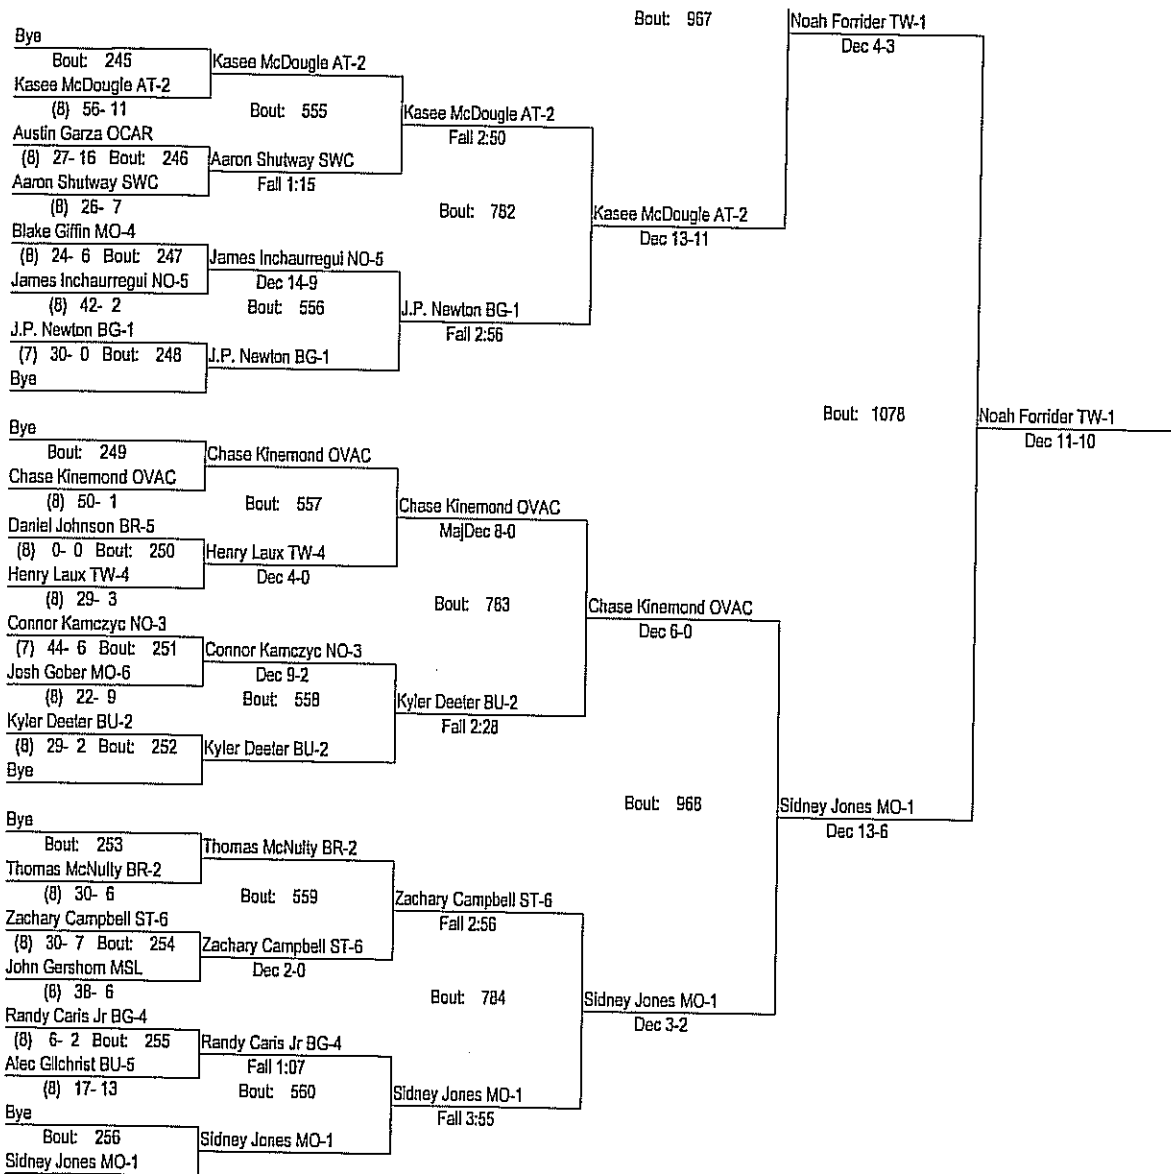 Bout: 967
Noah Forrider TW-1
Dec 4-3
Bye
Bout: 245
Kasee McDougle AT-2
Kasee McDougle AT-2
(8) 56- 11
Bout: 555
Kasee McDougle AT-2
Fall 2:50
Austin Garza OCAR
(8) 27- 16 Bout: 246
Aaron Shutway SWC
Fall 1:15
Aaron Shutway SWC
(8) 26- 7
Bout: 782
Kasee McDougle AT-2
Dec 13-11
Blake Giffin MO-4
(8) 24- 6 Bout: 247
James Inchaurregui NO-5
Dec 14-9
James Inchaurregui NO-5
(8) 42- 2
Bout: 556
J.P. Newton BG-1
Fall 2:56
J.P. Newton BG-1
(7) 30- 0 Bout: 248
J.P. Newton BG-1
Bye
Bout: 1078
Noah Forrider TW-1
Dec 11-10
Bye
Bout: 249
Chase Kinemond OVAC
Chase Kinemond OVAC
(8) 50- 1
Bout: 557
Chase Kinemond OVAC
MajDec 8-0
Daniel Johnson BR-5
(8) 0- 0 Bout: 250
Henry Laux TW-4
Dec 4-0
Henry Laux TW-4
(8) 29- 3
Bout: 783
Chase Kinemond OVAC
Dec 6-0
Connor Kamczyc NO-3
(7) 44- 6 Bout: 251
Connor Kamczyc NO-3
Dec 9-2
Josh Gober MO-6
(8) 22- 9
Bout: 558
Kyler Deeter BU-2
Fall 2:28
Kyler Deeter BU-2
(8) 29- 2 Bout: 252
Kyler Deeter BU-2
Bye
Bout: 968
Sidney Jones MO-1
Dec 13-6
Bye
Bout: 253
Thomas McNulty BR-2
Thomas McNulty BR-2
(8) 30- 6
Bout: 559
Zachary Campbell ST-6
Fall 2:56
Zachary Campbell ST-6
(8) 30- 7 Bout: 254
Zachary Campbell ST-6
Dec 2-0
John Gershom MSL
(8) 38- 6
Bout: 784
Sidney Jones MO-1
Dec 3-2
Randy Caris Jr BG-4
(8) 6- 2 Bout: 255
Randy Caris Jr BG-4
Fall 1:07
Alec Gilchrist BU-5
(8) 17- 13
Bout: 560
Sidney Jones MO-1
Fall 3:55
Bye
Bout: 256
Sidney Jones MO-1
Sidney Jones MO-1